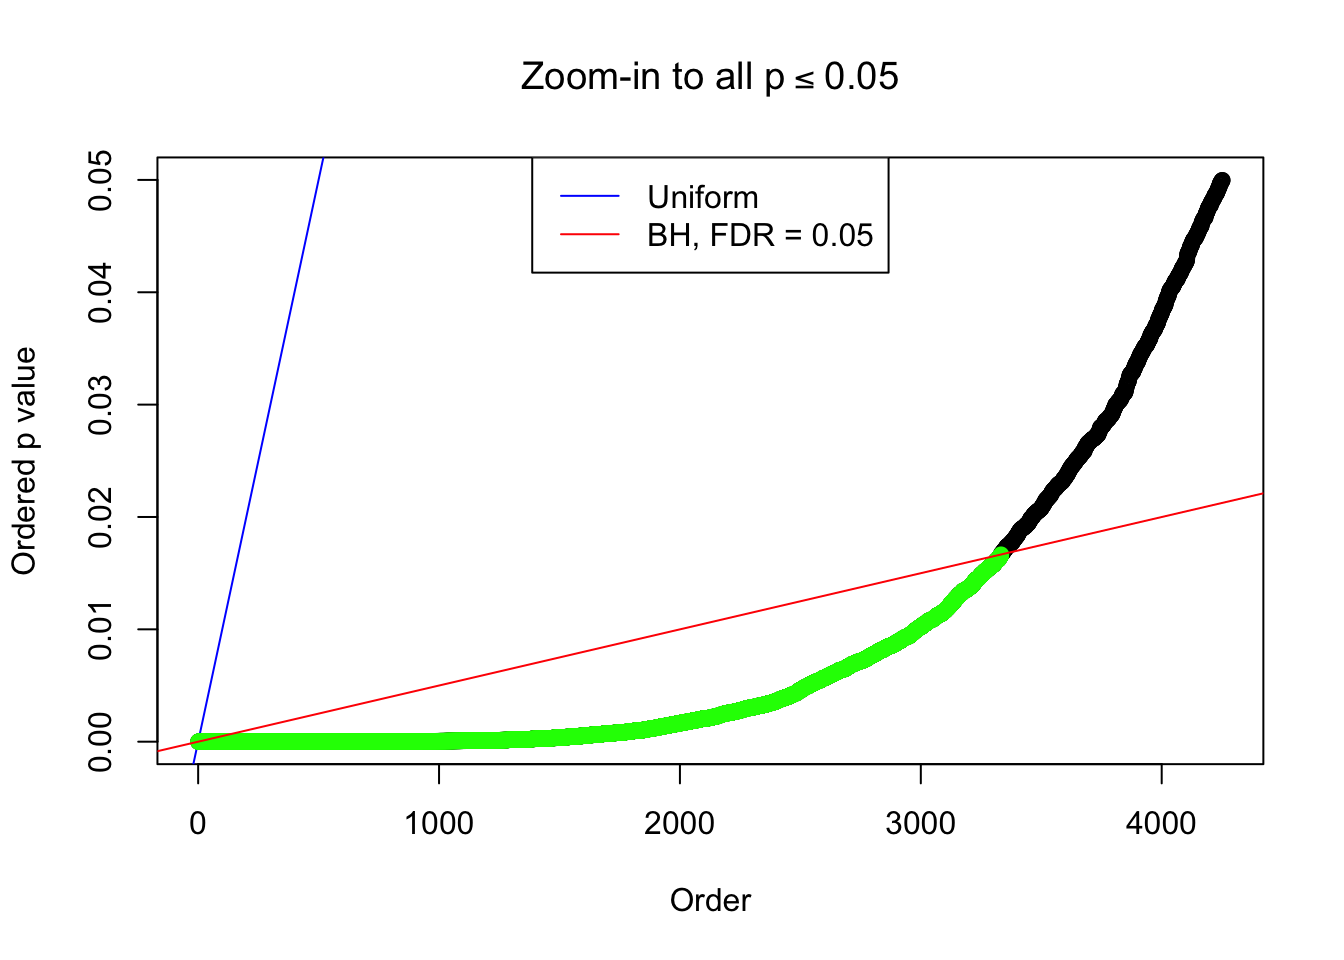 Zoom-in to all p ≤ 0.05
Uniform
BH, FDR = 0.05
Ordered p value
0.05
0.04
0.03
0.02
0.01
0.00
0 1000 2000 3000 4000
Order